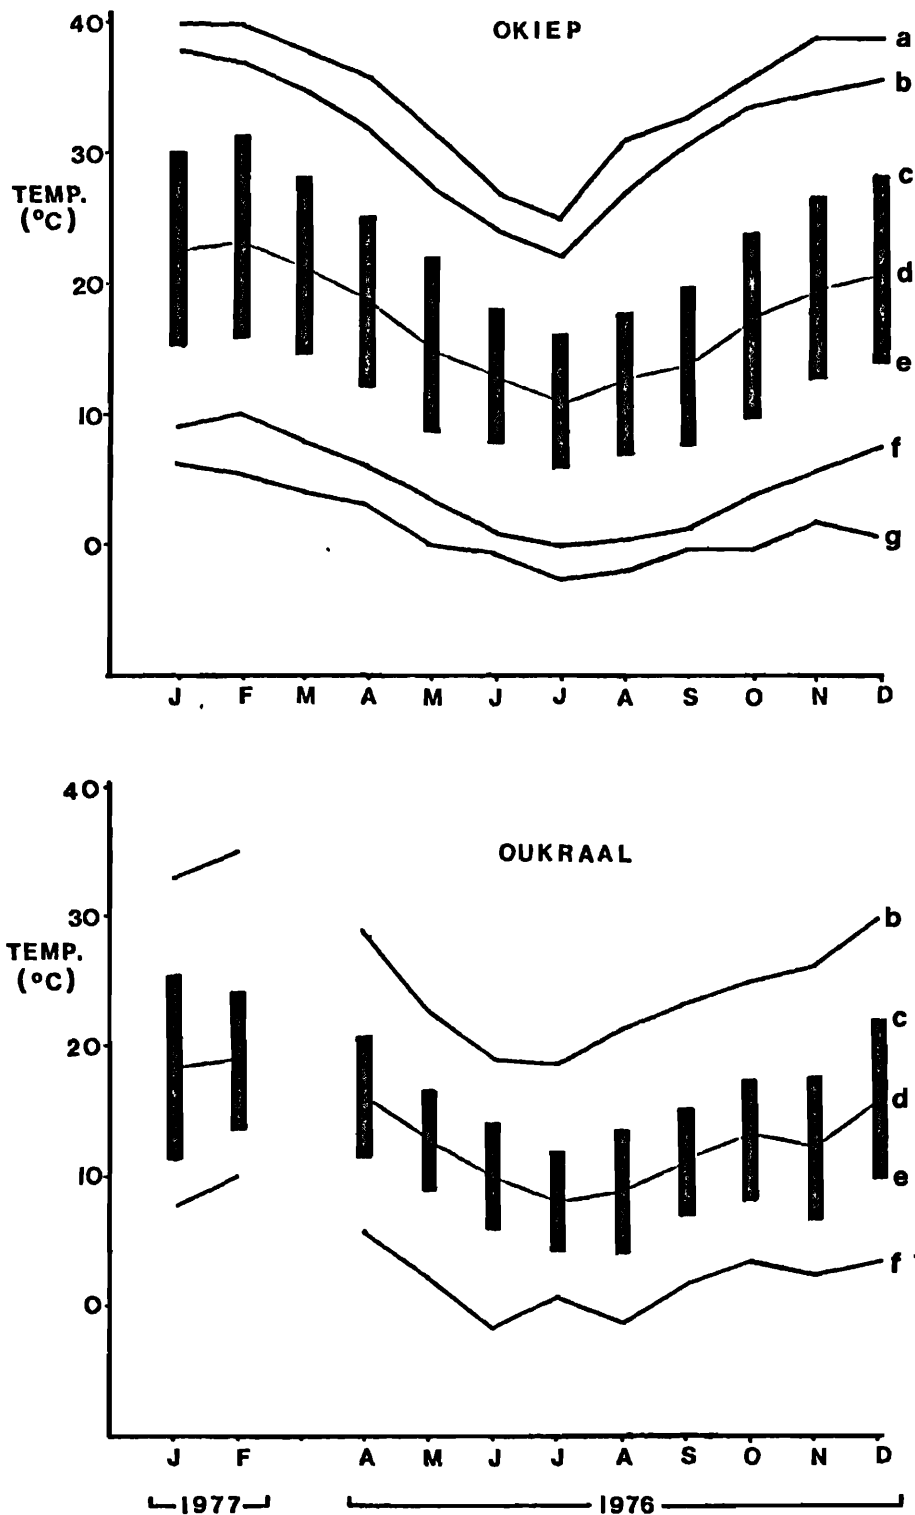 OKIEP
40
30
TEMP.
(°C)
20
10
0
a
b
c
d
e
f
g
J F M A M J J A S O N D
OUKRAAL
40
30
TEMP.
(°C)
20
10
0
b
c
d
e
f
J F A M J J A S O N D
1977 1976